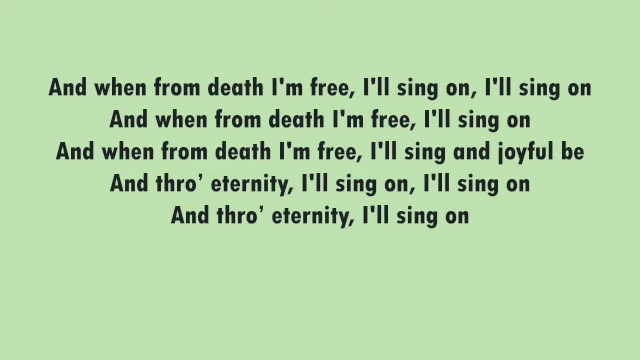 And when from death I'm free, I'll sing on, I'll sing on
And when from death I'm free, I'll sing on
And when from death I'm free, I'll sing and joyful be
And thro’ eternity, I'll sing on, I'll sing on
And thro’ eternity, I'll sing on